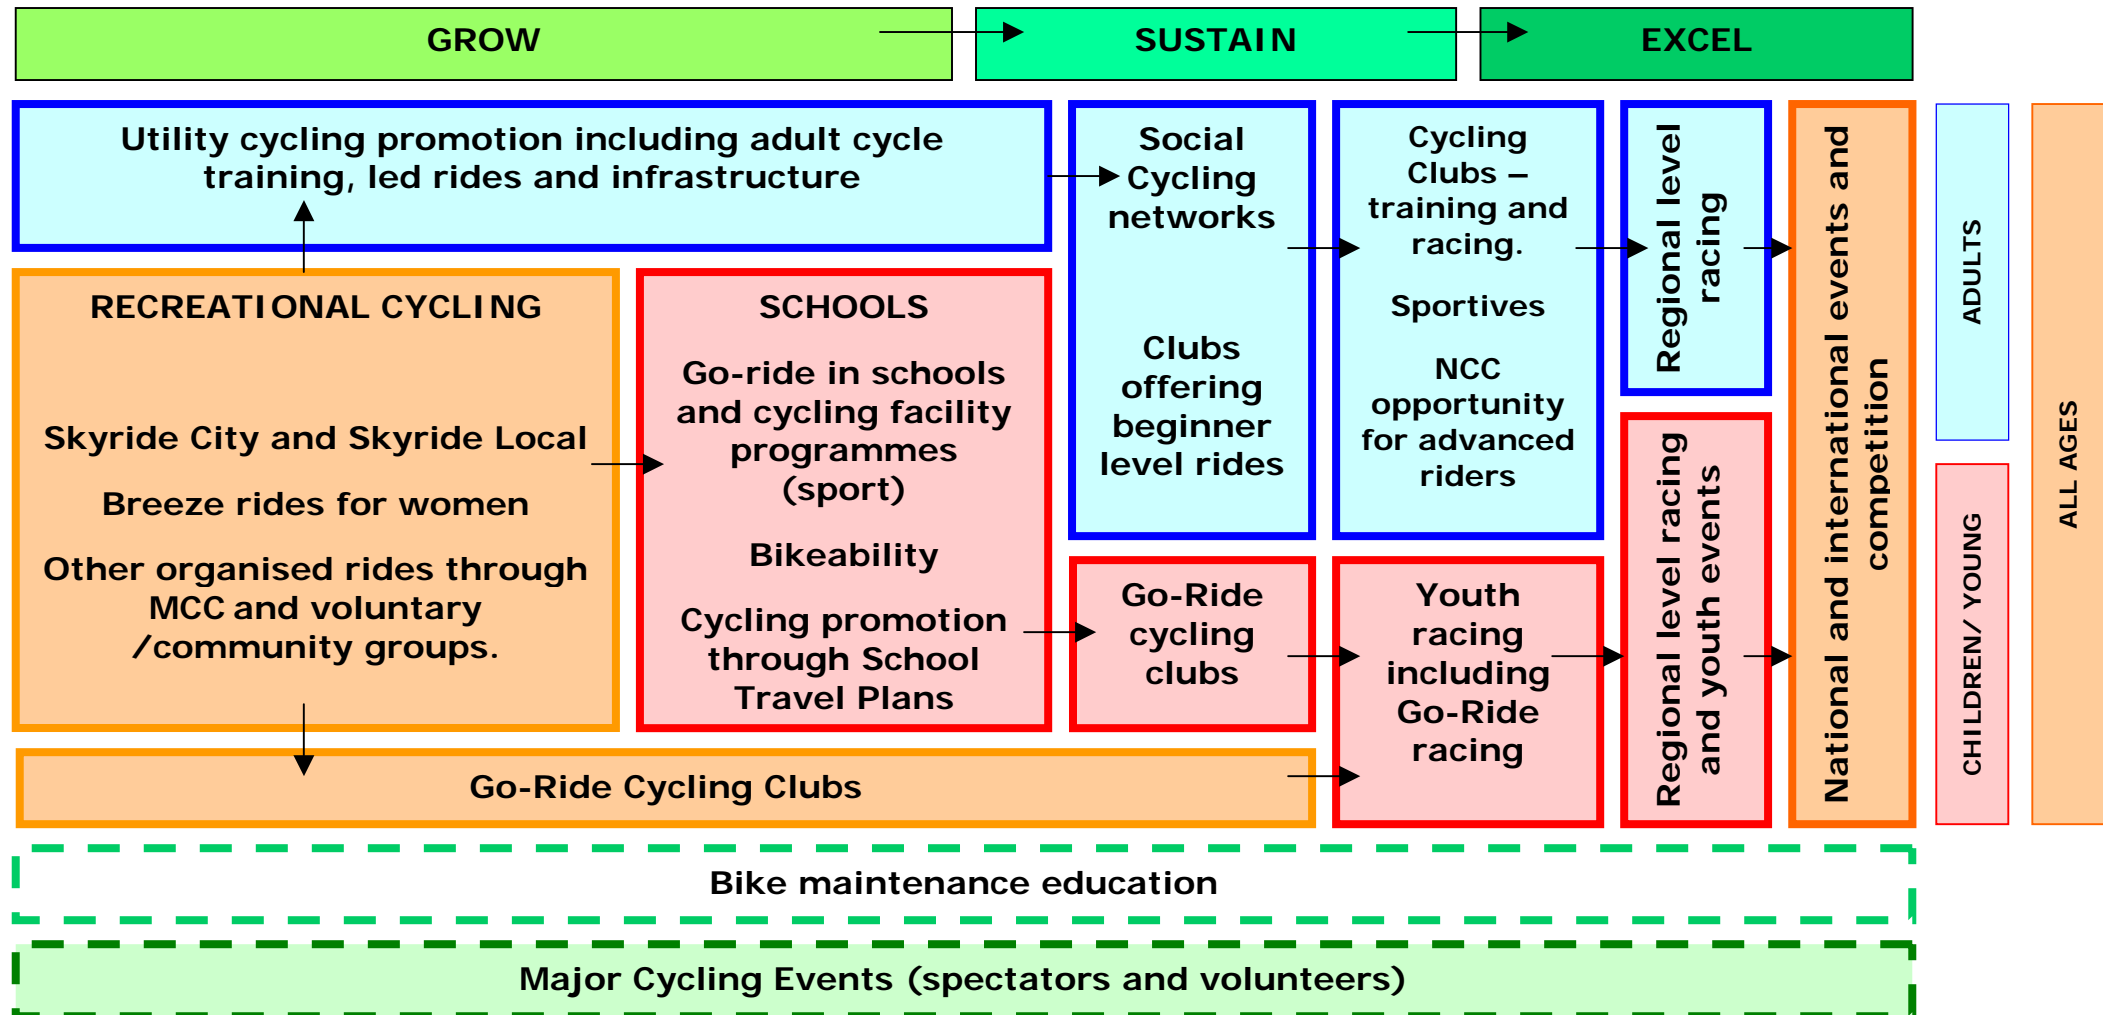 GROW
SUSTAIN
EXCEL
Utility cycling promotion including adult cycle
training, led rides and infrastructure
Social
Cycling
networks
Clubs
offering
beginner
level rides
Cycling
Clubs –
training and
racing.
Sportives
NCC
opportunity
for advanced
riders
Regional level
racing
National and international events and
competition
ADULTS
ALL AGES
RECREATIONAL CYCLING
Skyride City and Skyride Local
Breeze rides for women
Other organised rides through
MCC and voluntary
/community groups.
SCHOOLS
Go-ride in schools
and cycling facility
programmes
(sport)
Bikeability
Cycling promotion
through School
Travel Plans
Go-Ride
cycling
clubs
Youth
racing
including
Go-Ride
racing
Regional level racing
and youth events
CHILDREN/ YOUNG
Go-Ride Cycling Clubs
Bike maintenance education
Major Cycling Events (spectators and volunteers)